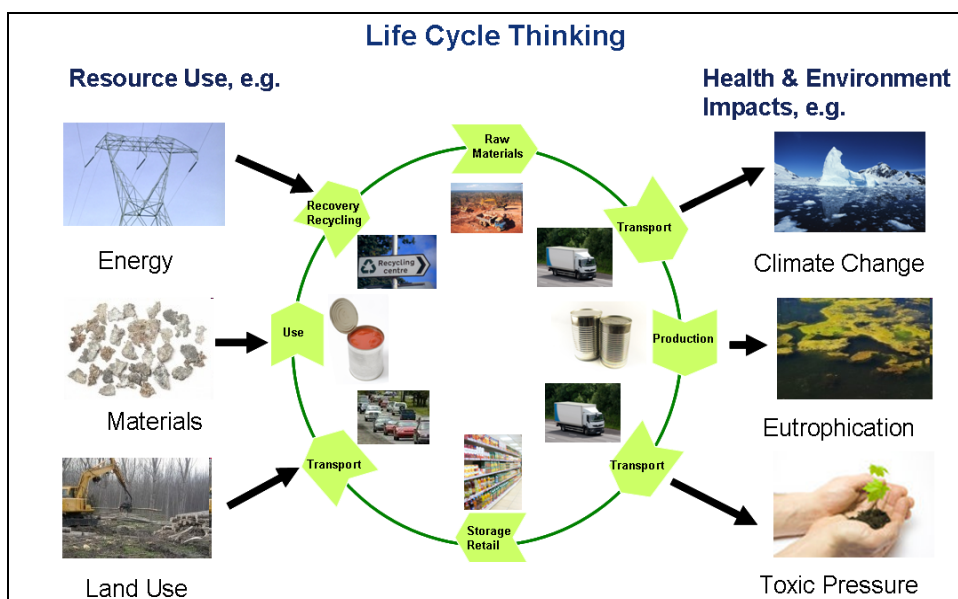 Life Cycle Thinking
Resource Use, e.g.
Health & Environment
Impacts, e.g.
Raw
Materials
Recovery
Recycling
Transport
Recycling
centre
Energy
Climate Change
Use
Production
Materials
Eutrophication
Transport
Transport
Storage
Retail
Land Use
Toxic Pressure